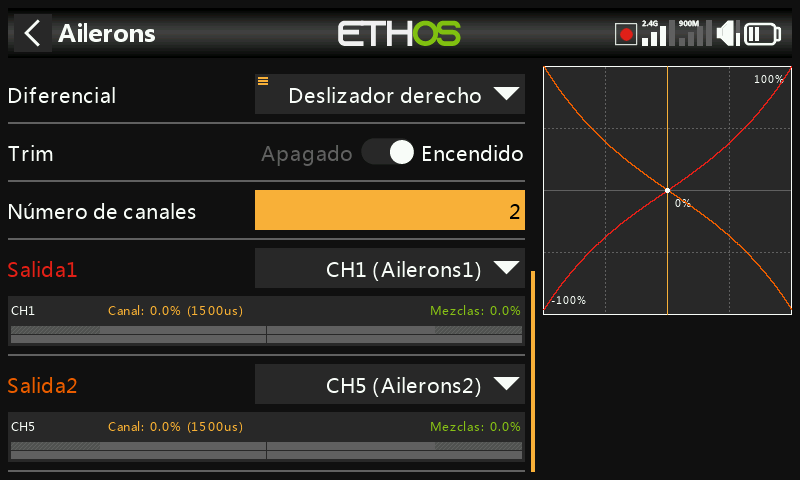 Ailerons
ETHOS
2.4G
900M
Diferencial
Deslizador derecho
Trim
Apagado
Encendido
Número de canales
2
Salida1
CH1 (Ailerons1)
CH1
Canal: 0.0% (1500us)
Mezclas: 0.0%
Salida2
CH5 (Ailerons2)
CH5
Canal: 0.0% (1500us)
Mezclas: 0.0%
100%
0%
-100%